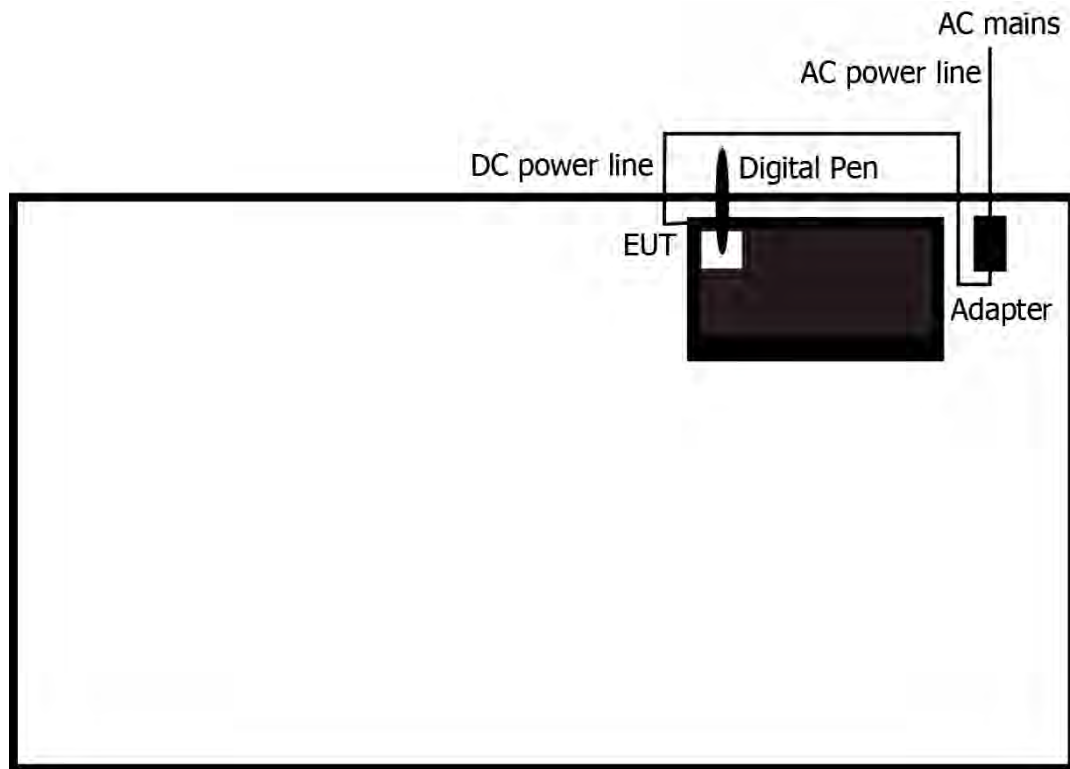 AC mains
AC power line
DC power line
Digital Pen
EUT
Adapter